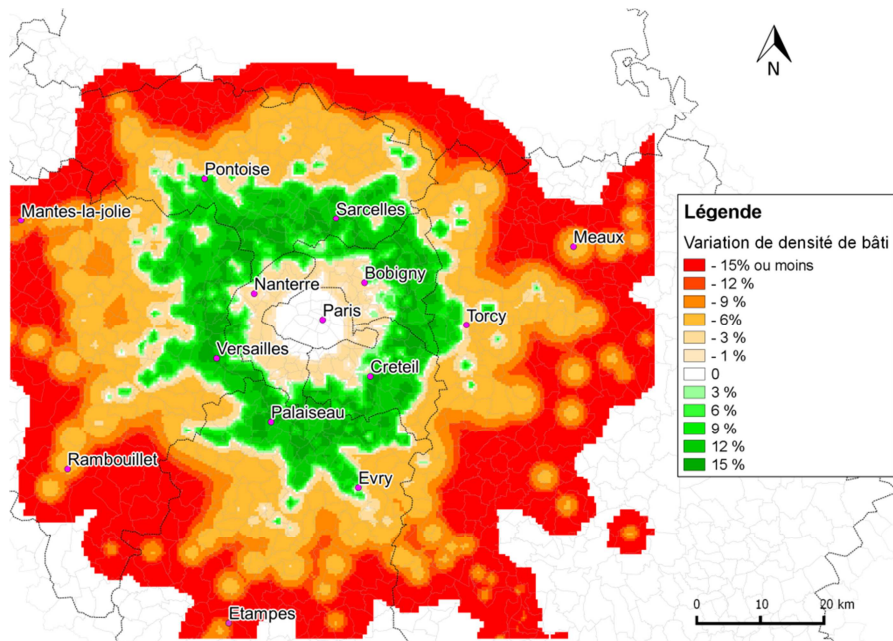 N
Pontoise
Mantes-la-jolie
Sarcelles
Meaux
Bobigny
Nanterre
Paris
Torcy
Versailles
Creteil
Palaiseau
Rambouillet
Evry
Etampes
Légende
Variation de densité de bâti
- 15% ou moins
- 12 %
- 9 %
- 6%
- 3 %
- 1 %
0
3 %
6 %
9 %
12 %
15 %
0 10 20 km